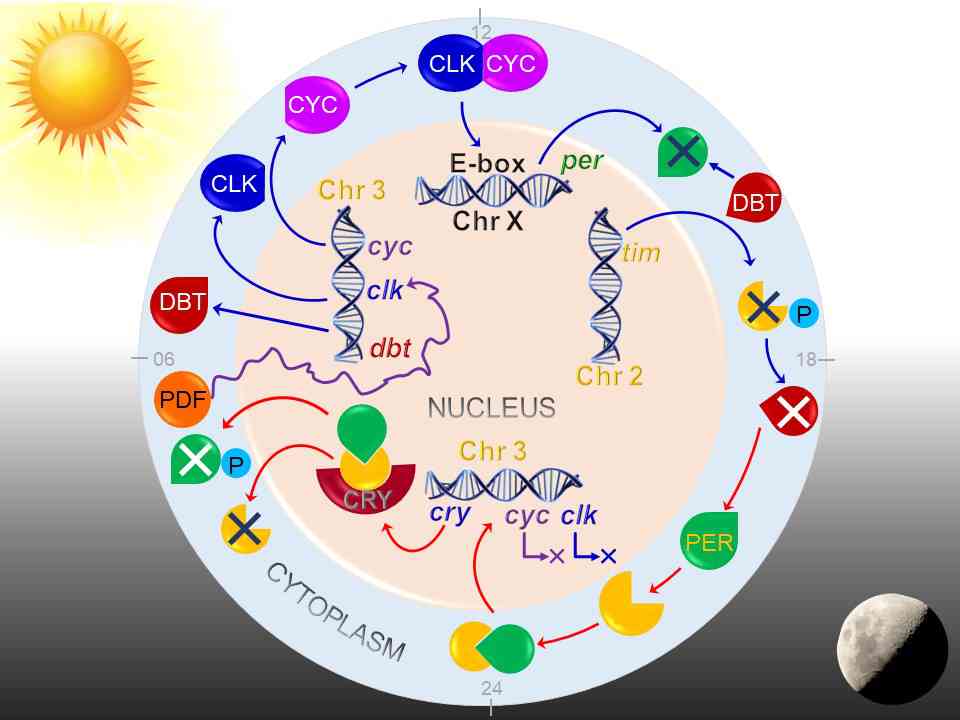 12
CLK CYC
CYC
E-box
per
CLK
Chr 3
DBT
Chr X
cyc
tim
clk
DBT
P
dbt
06
18
Chr 2
PDF
NUCLEUS
P
Chr 3
CRY
cry
cyc clk
PER
CYTOPLASM
24